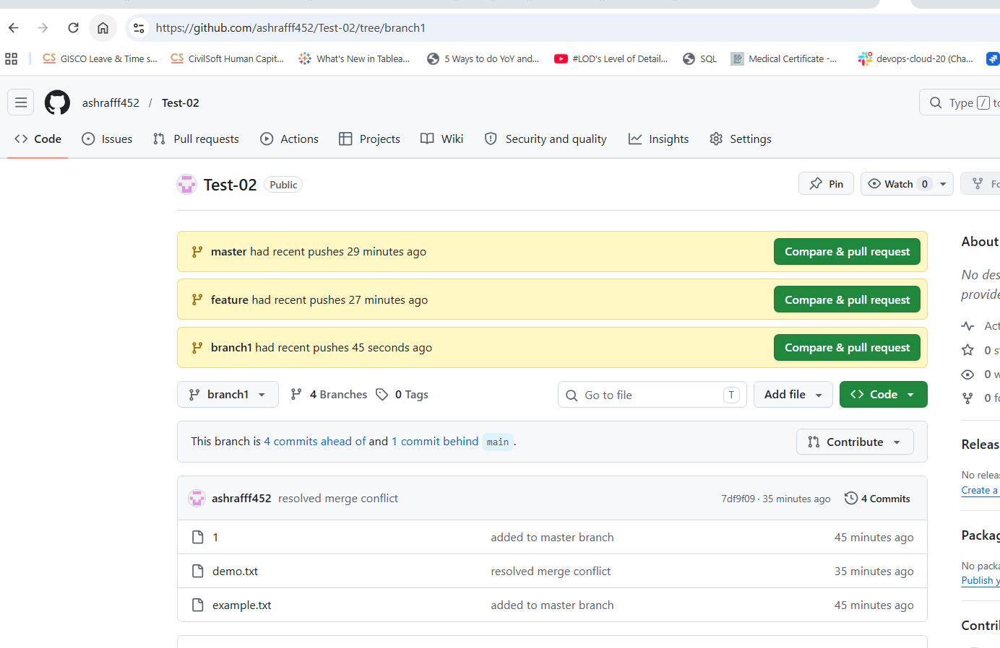 https://github.com/ashrafff452/Test-02/tree/branch1
CS GISCO Leave & Time s...
CS CivilSoft Human Capit...
What's New in Tablea...
5 Ways to do YoY and...
#LOD's Level of Detail...
SQL
Medical Certificate -...
devops-cloud-20 (Cha...
ashrafff452 / Test-02
Type / to
Code
Issues
Pull requests
Actions
Projects
Wiki
Security and quality
Insights
Settings
Test-02 Public
Pin
Watch 0
Fo
master had recent pushes 29 minutes ago
Compare & pull request
feature had recent pushes 27 minutes ago
Compare & pull request
branch1 had recent pushes 45 seconds ago
Compare & pull request
branch1
4 Branches
0 Tags
Go to file T
Add file
Code
This branch is 4 commits ahead of and 1 commit behind main .
Contribute
ashrafff452 resolved merge conflict
7df9f09 · 35 minutes ago
4 Commits
1 added to master branch 45 minutes ago
demo.txt resolved merge conflict 35 minutes ago
example.txt added to master branch 45 minutes ago
About
No des
provide
Act
0 s
0 w
0 fo
Releas
No releas
Create a
Packag
No packa
Publish y
Contri